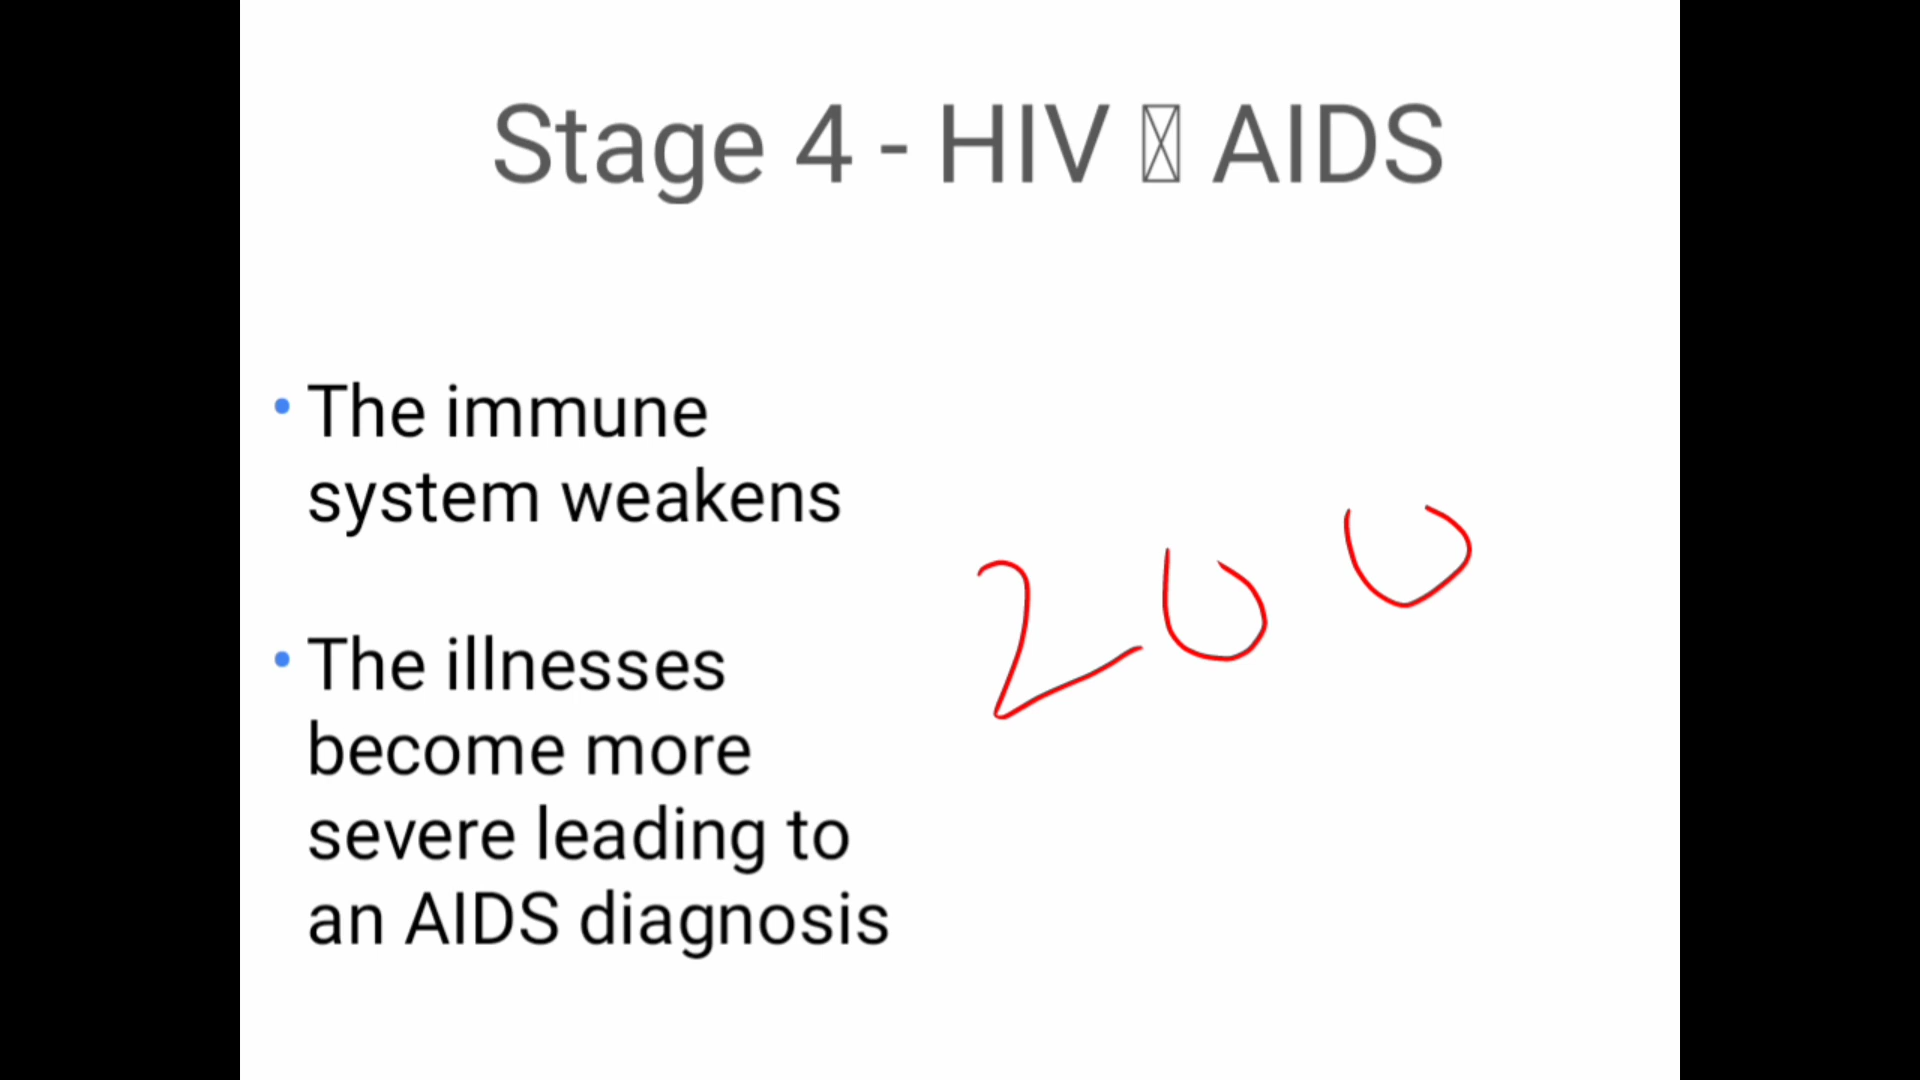 Stage 4 - HIV  AIDS
• The immune
system weakens
200
• The illnesses
become more
severe leading to
an AIDS diagnosis